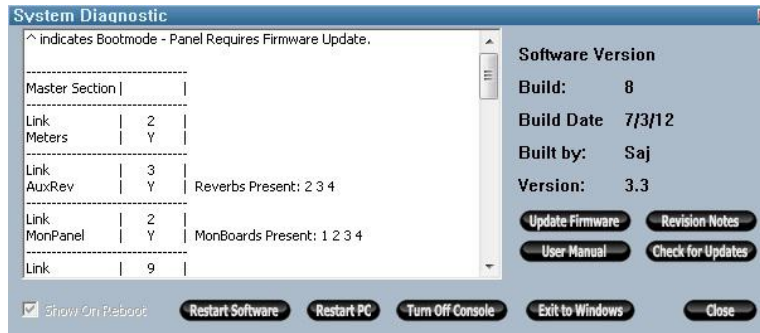 System Diagnostic
^ indicates Bootmode - Panel Requires Firmware Update.
--------------------------------
Master Section |          |
--------------------------------
Link | 2 |
Meters | Y |
--------------------------------
Link | 3 |
AuxRev | Y | Reverbs Present: 2 3 4
--------------------------------
Link | 2 |
MonPanel | Y | MonBoards Present: 1 2 3 4
--------------------------------
Link | 9 |
Software Version
Build: 8
Build Date 7/3/12
Built by: Saj
Version: 3.3
Update Firmware Revision Notes
User Manual Check for Updates
Show On Reboot Restart Software Restart PC Turn Off Console Exit to Windows Close